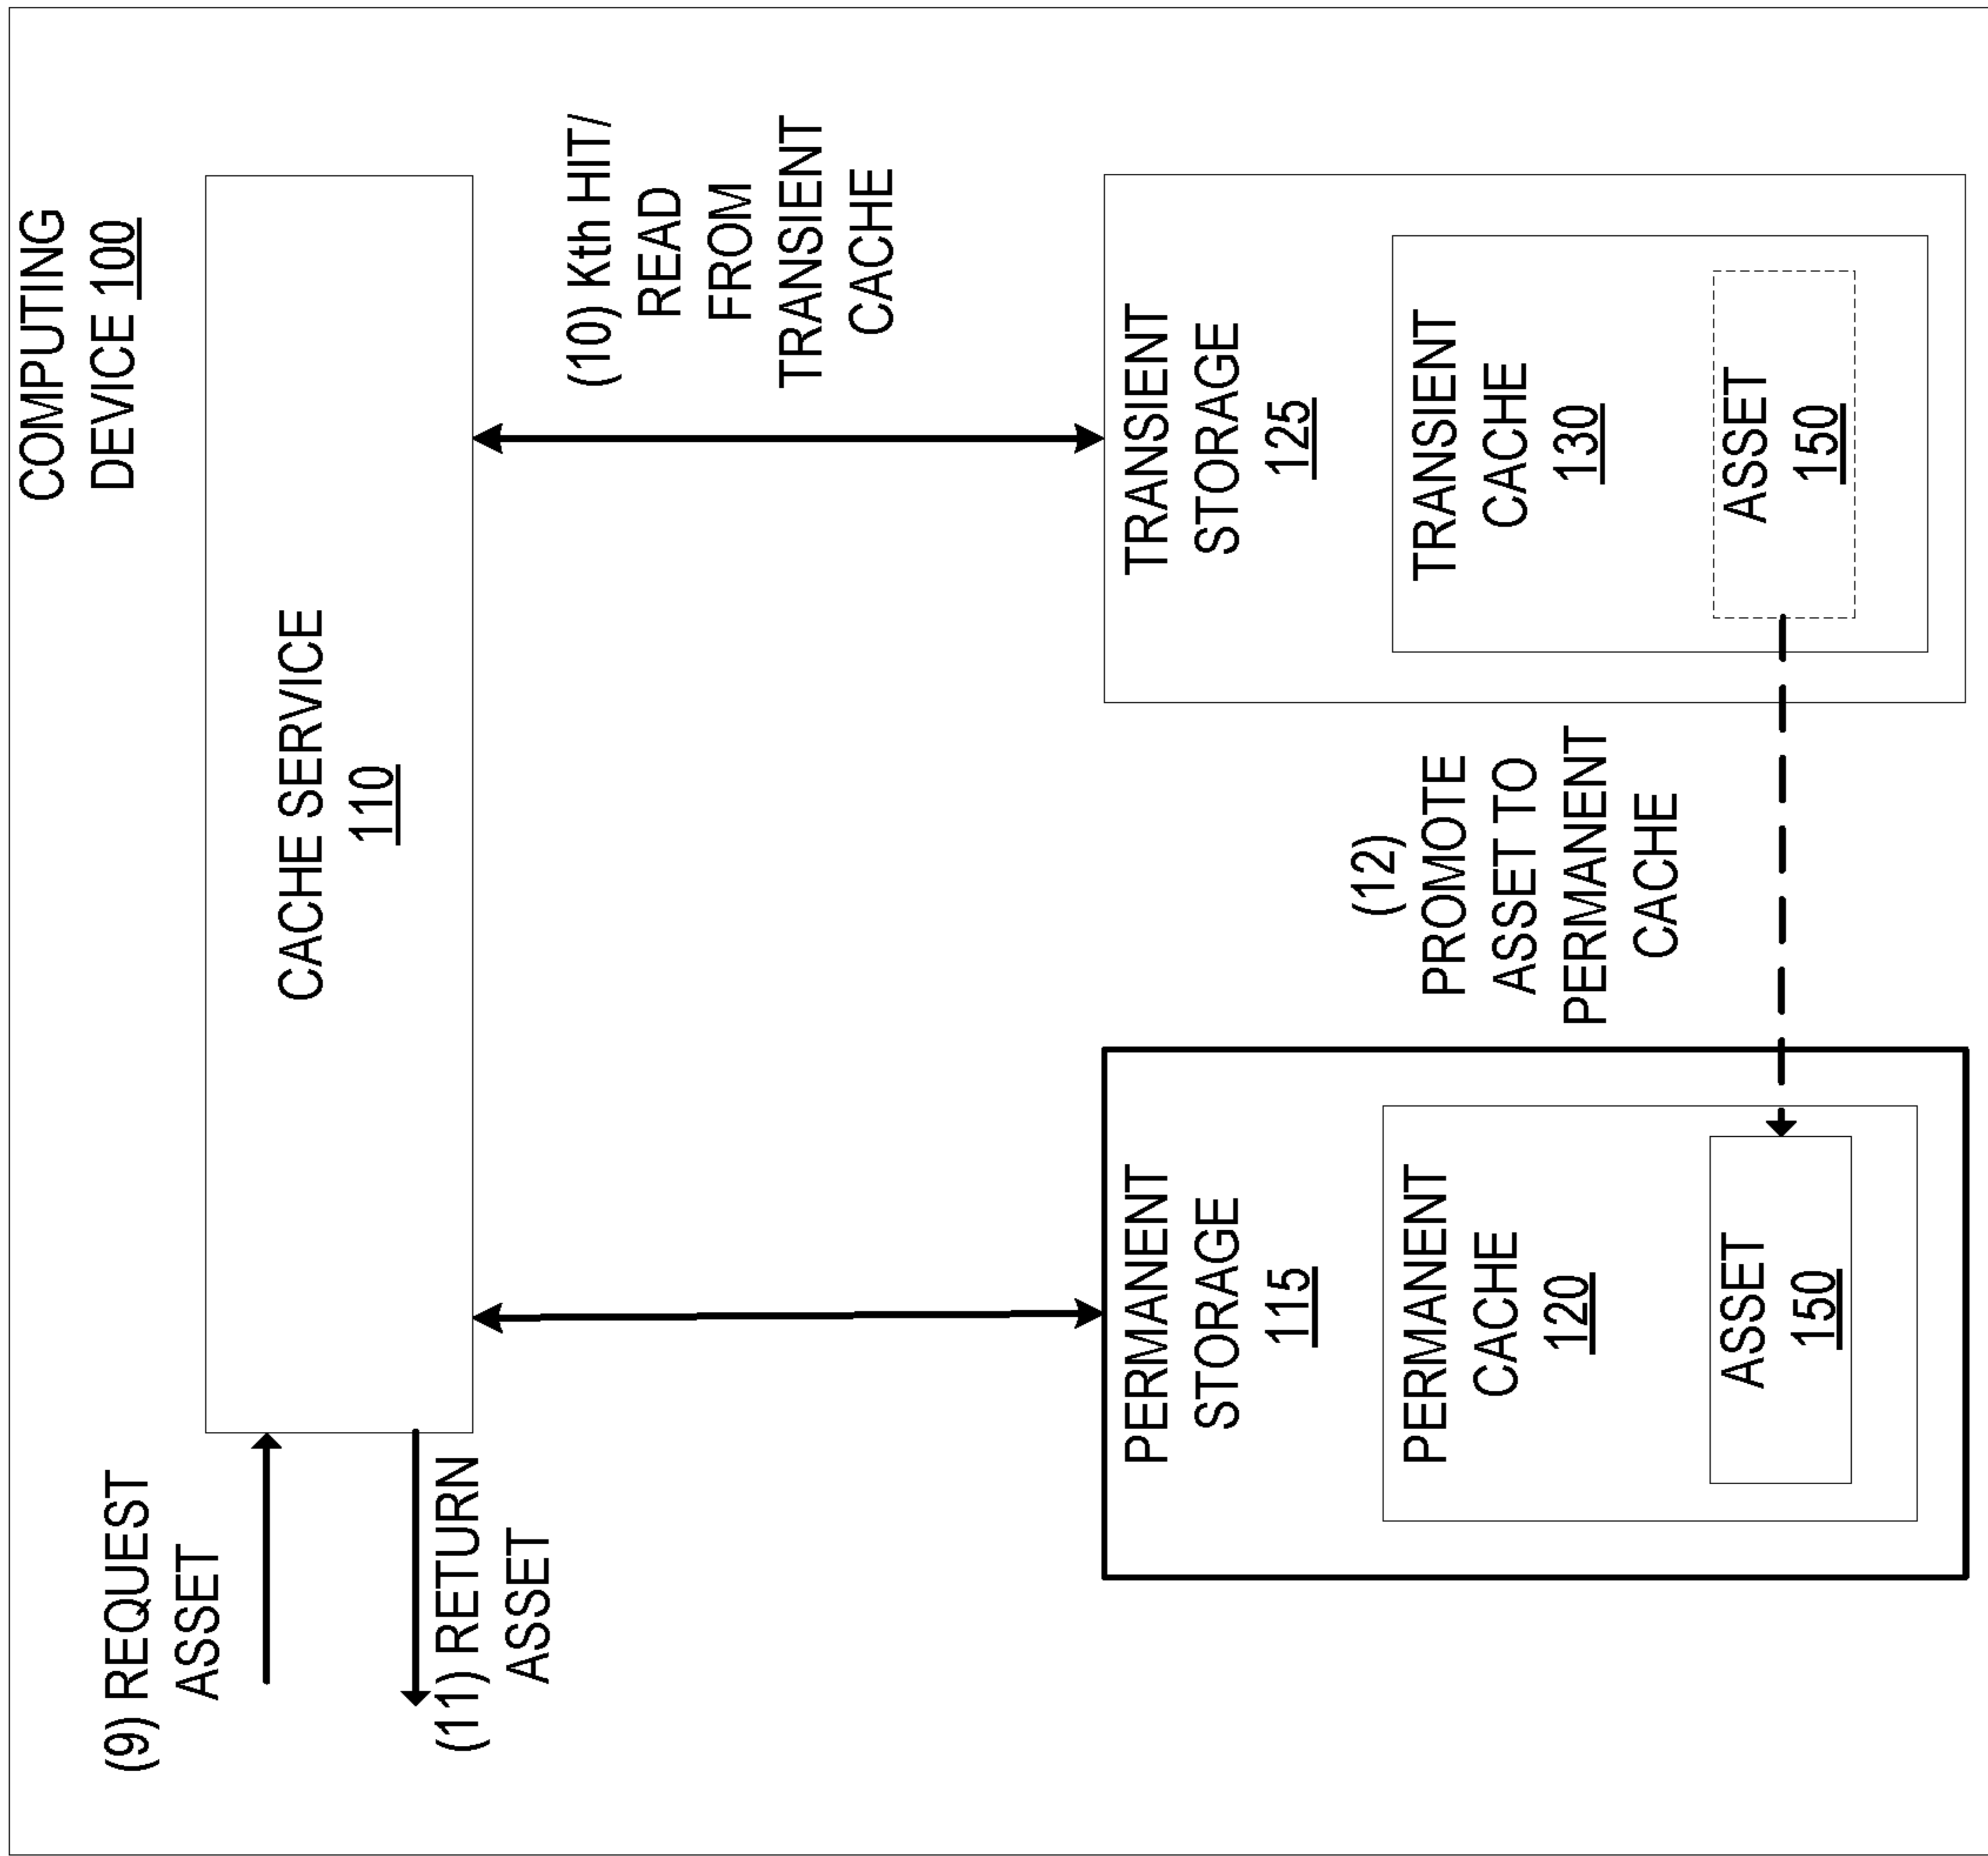 COMPUTING
DEVICE 100
(9) REQUEST
ASSET
CACHE SERVICE
110
(11) RETURN
ASSET
(10) Kth HIT/
READ
FROM
TRANSIENT
CACHE
PERMANENT
STORAGE
115
PERMANENT
CACHE
120
ASSET
150
(12)
PROMOTE
ASSET TO
PERMANENT
CACHE
TRANSIENT
STORAGE
125
TRANSIENT
CACHE
130
ASSET
150